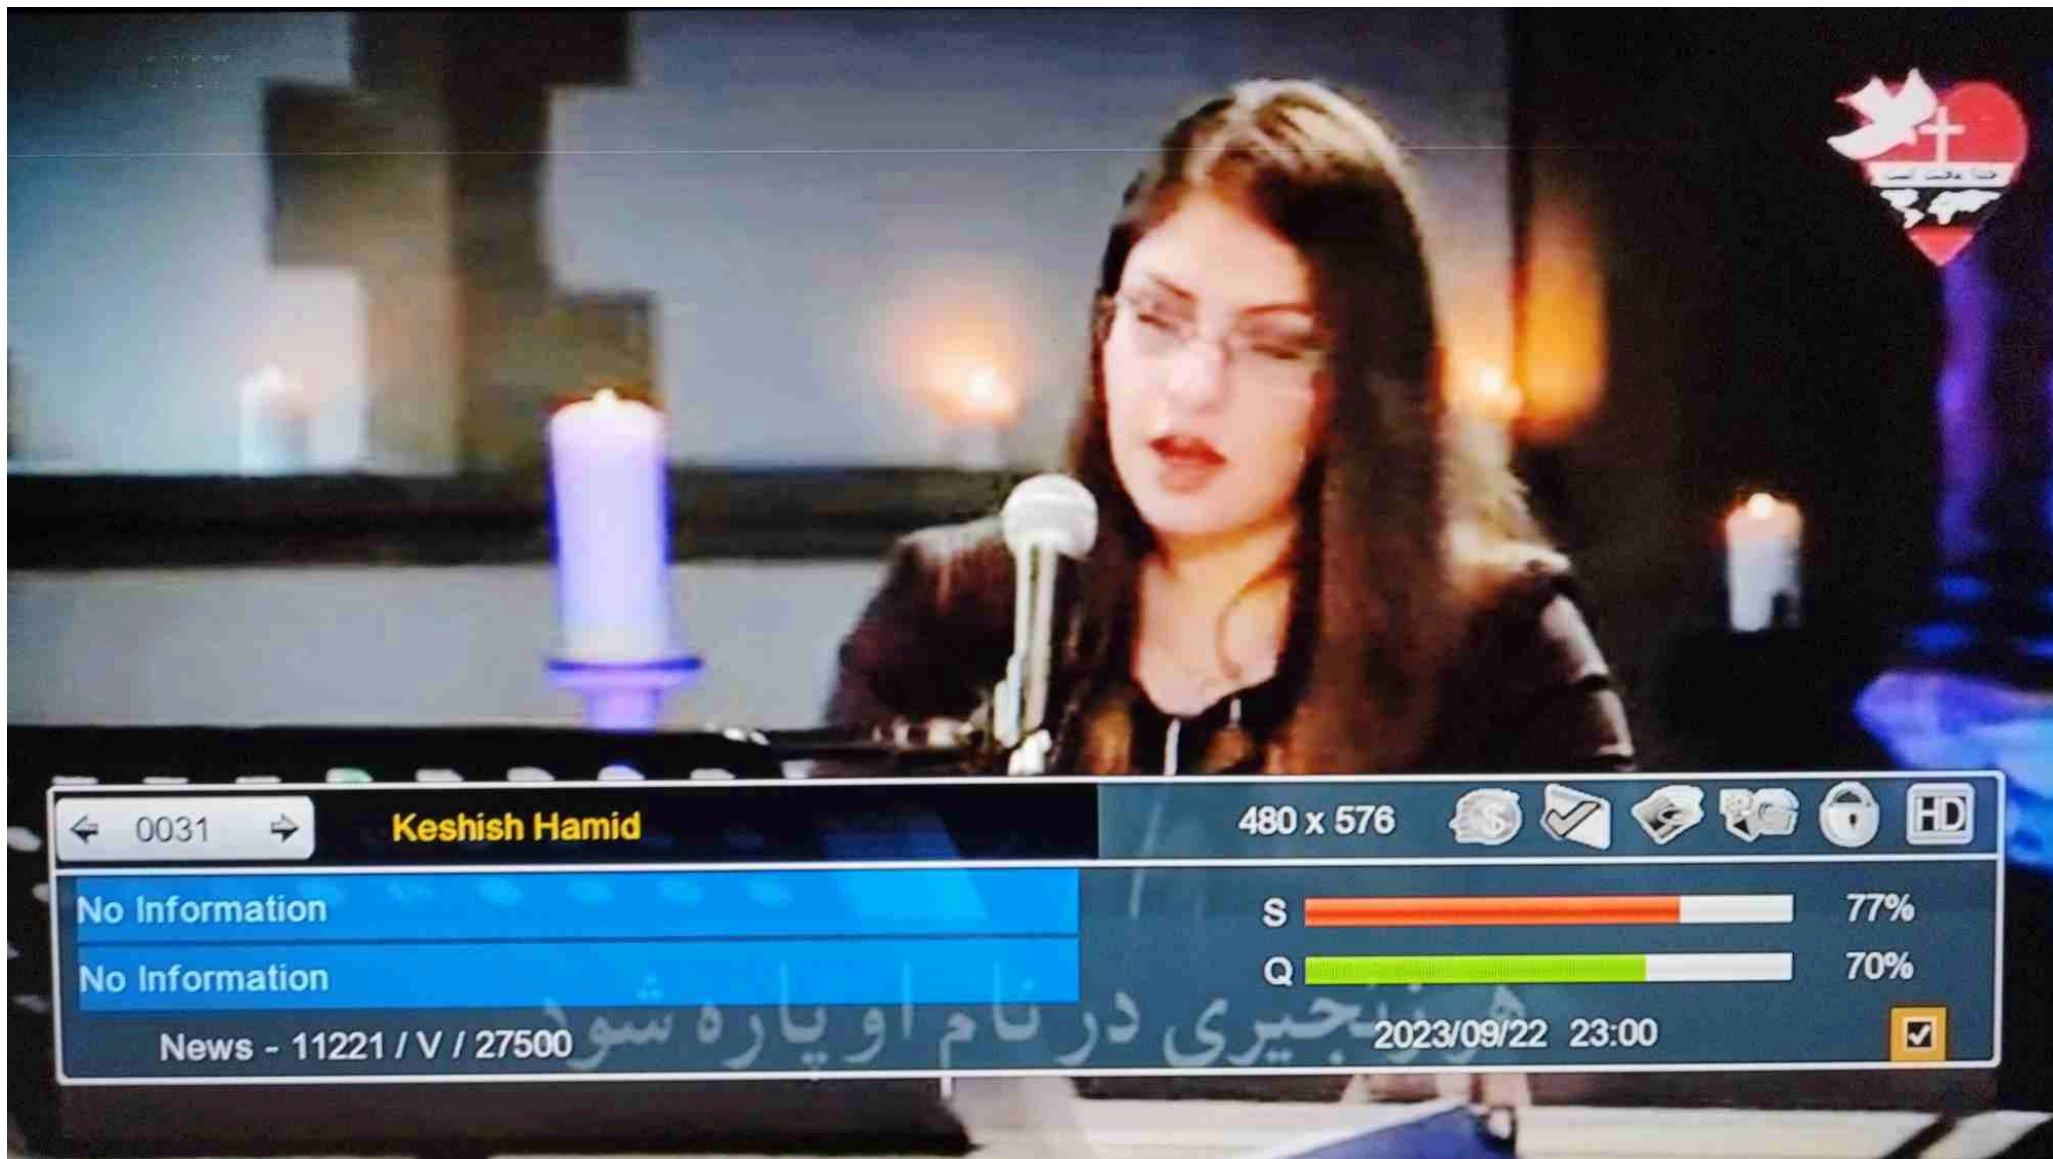 0031
Keshish Hamid
480 x 576
HD
No Information
S
77%
No Information
Q
70%
هر زنجیری در نام او پاره شود
News - 11221 / V / 27500
2023/09/22 23:00